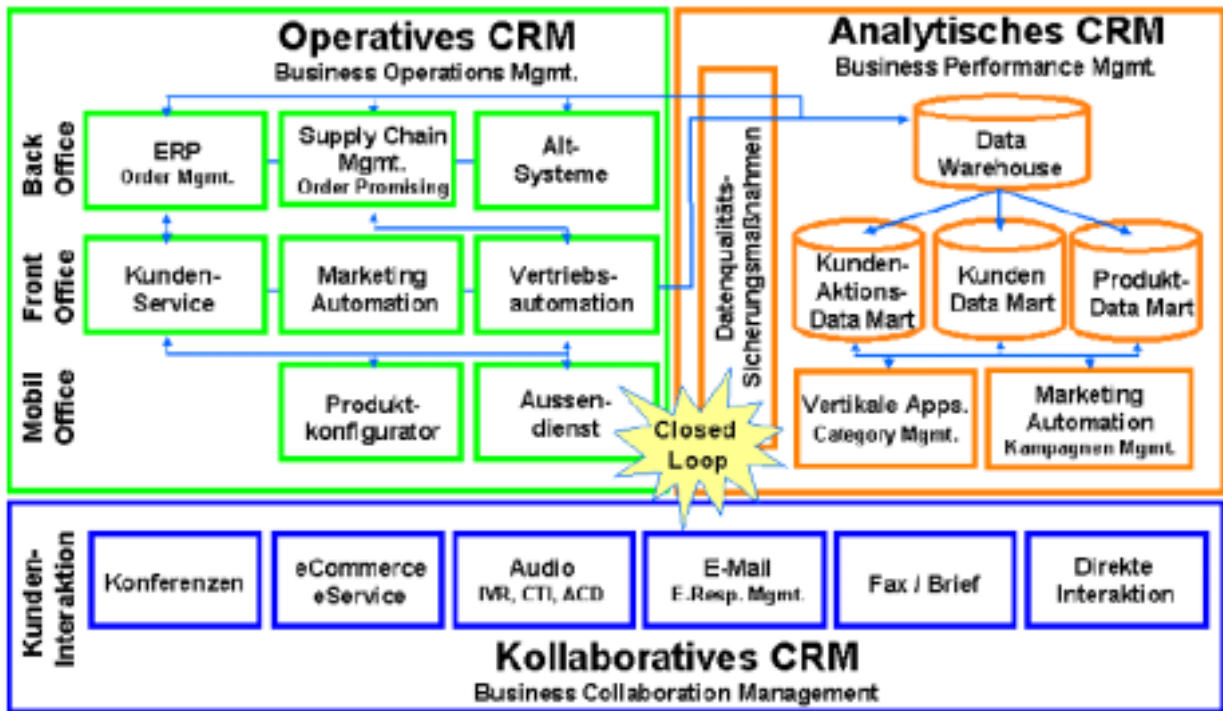 Operatives CRM
Business Operations Mgmt.
Back
Office
ERP
Order Mgmt.
Supply Chain
Mgmt.
Order Promising
Alt-
Systeme
Front
Office
Kunden-
Service
Marketing
Automation
Vertriebs-
automation
Mobil
Office
Produkt-
konfigurator
Aussen-
dienst
Analytisches CRM
Business Performance Mgmt.
Datenqualitäts-
Sicherungsmaßnahmen
Data
Warehouse
Kunden-
Aktions-
Data Mart
Kunden
Data Mart
Produkt-
Data Mart
Vertikale Apps.
Category Mgmt.
Marketing
Automation
Kampagnen Mgmt.
Closed
Loop
Kunden-
Interaktion
Konferenzen
eCommerce
eService
Audio
IVR, CTI, ACD
E-Mail
E-Resp. Mgmt.
Fax / Brief
Direkte
Interaktion
Kollaboratives CRM
Business Collaboration Management